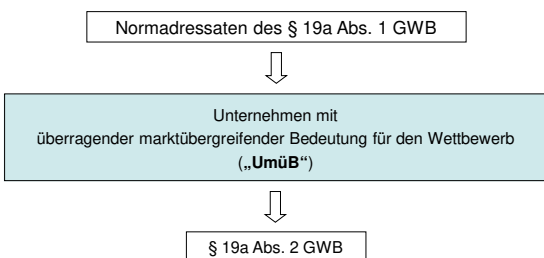 Normadressaten des § 19a Abs. 1 GWB
Unternehmen mit
überragender marktübergreifender Bedeutung für den Wettbewerb
(„UmüB“)
§ 19a Abs. 2 GWB